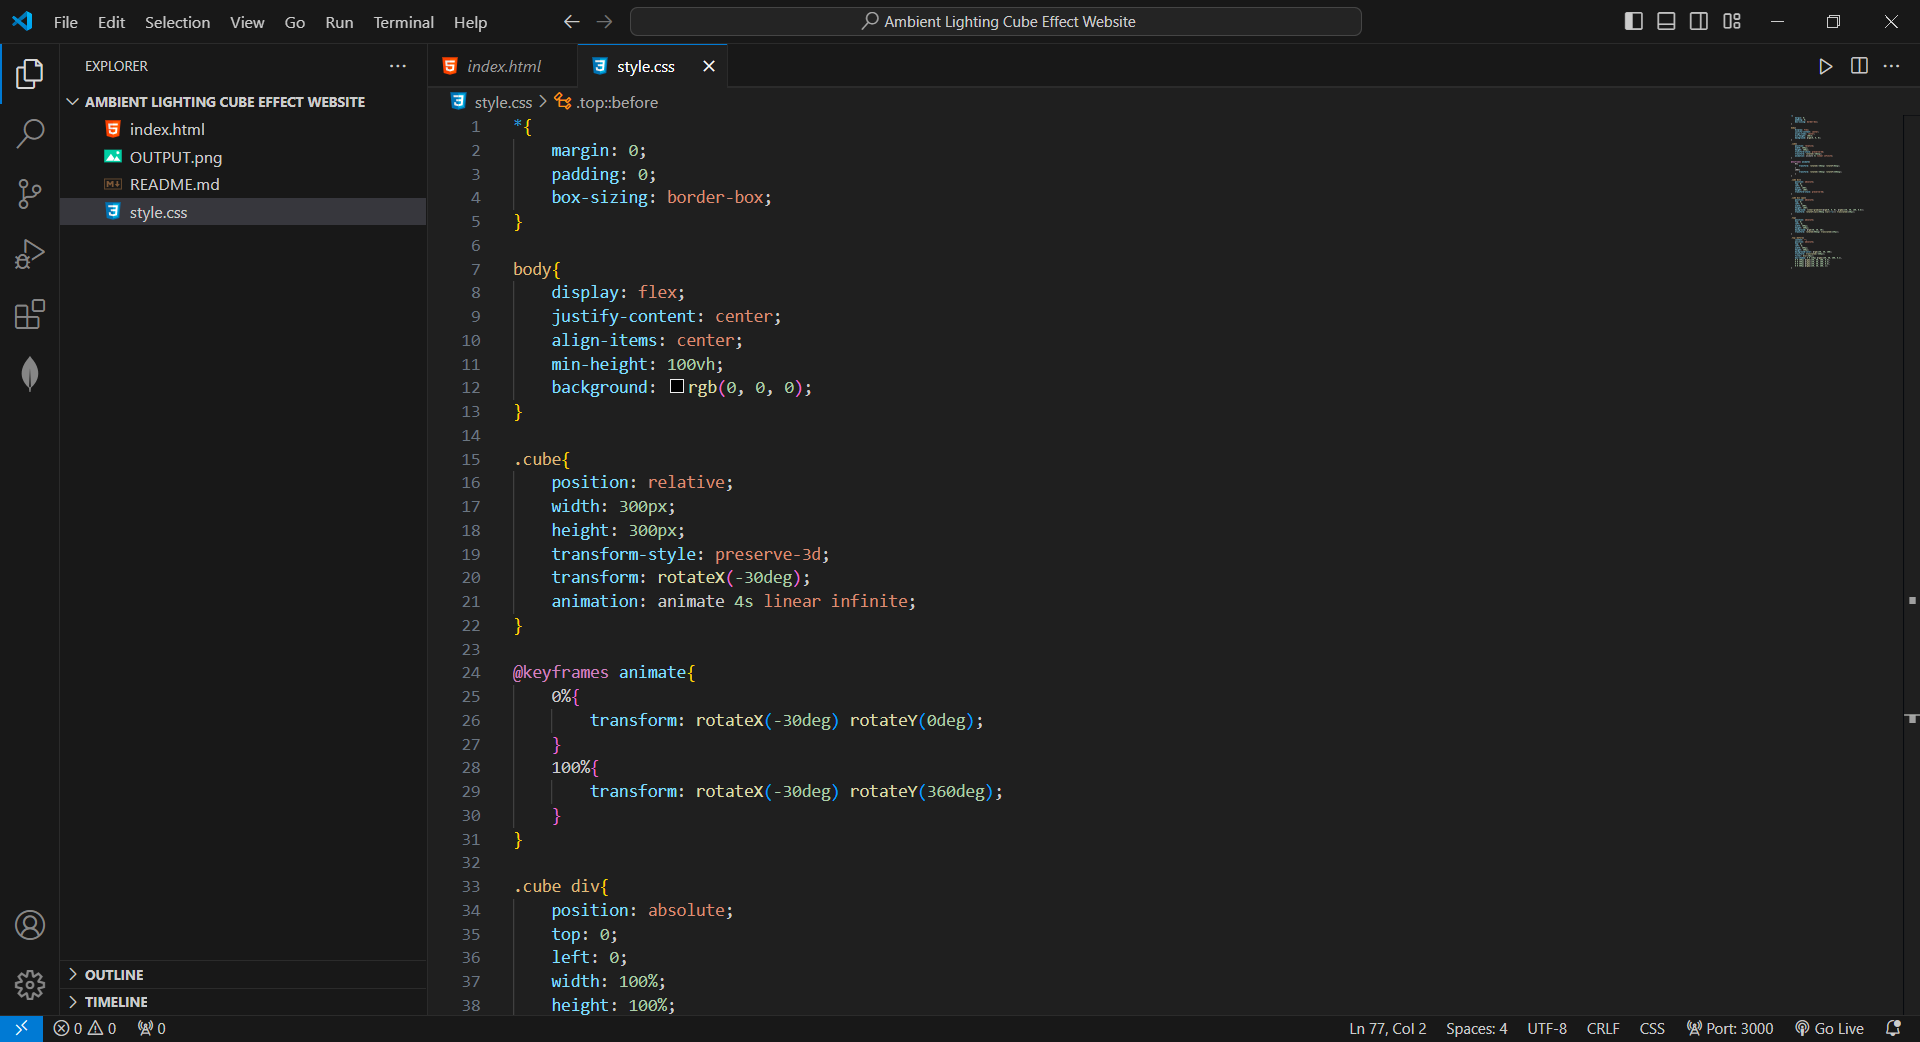 File Edit Selection View Go Run Terminal Help
Ambient Lighting Cube Effect Website
EXPLORER
AMBIENT LIGHTING CUBE EFFECT WEBSITE
index.html
OUTPUT.png
README.md
style.css
OUTLINE
TIMELINE
index.html
style.css
style.css > .top::before
1 *{
2     margin: 0;
3     padding: 0;
4     box-sizing: border-box;
5 }
6
7 body{
8     display: flex;
9     justify-content: center;
10     align-items: center;
11     min-height: 100vh;
12     background: rgb(0, 0, 0);
13 }
14
15 .cube{
16     position: relative;
17     width: 300px;
18     height: 300px;
19     transform-style: preserve-3d;
20     transform: rotateX(-30deg);
21     animation: animate 4s linear infinite;
22 }
23
24 @keyframes animate{
25     0%{
26         transform: rotateX(-30deg) rotateY(0deg);
27     }
28     100%{
29         transform: rotateX(-30deg) rotateY(360deg);
30     }
31 }
32
33 .cube div{
34     position: absolute;
35     top: 0;
36     left: 0;
37     width: 100%;
38     height: 100%;
0 0 0
Ln 77, Col 2 Spaces: 4 UTF-8 CRLF CSS Port: 3000 Go Live